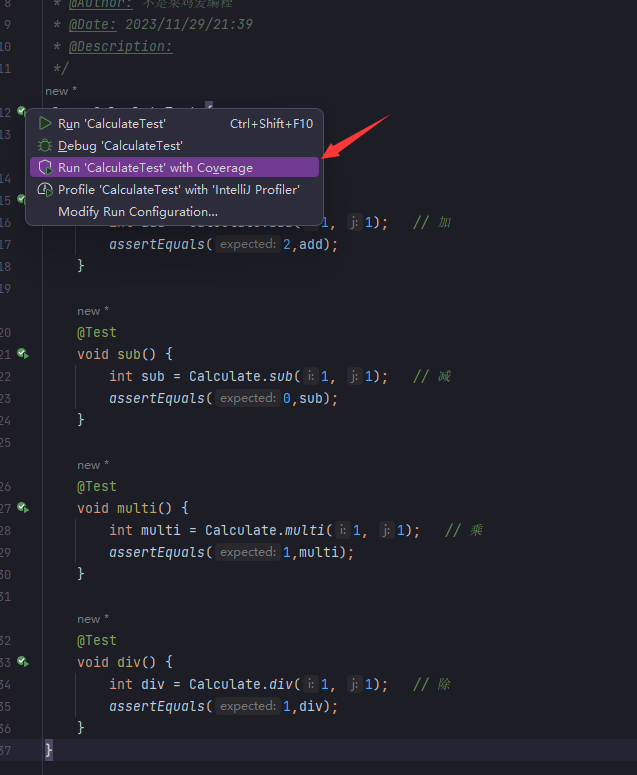 8 * @Author: 不是菜鸡爱编程
9 * @Date: 2023/11/29/21:39
10 * @Description:
11 */
new *
12 {
Run 'CalculateTest' Ctrl+Shift+F10
13
Debug 'CalculateTest'
Run 'CalculateTest' with Coverage
14
Profile 'CalculateTest' with 'IntelliJ Profiler'
15
Modify Run Configuration...
16 1, j: 1); // 加
17 assertEquals( expected: 2,add);
18 }
19
new *
20 @Test
21 void sub() {
22 int sub = Calculate.sub( i: 1, j: 1); // 减
23 assertEquals( expected: 0,sub);
24 }
25
new *
26 @Test
27 void multi() {
28 int multi = Calculate.multi( i: 1, j: 1); // 乘
29 assertEquals( expected: 1,multi);
30 }
31
new *
32 @Test
33 void div() {
34 int div = Calculate.div( i: 1, j: 1); // 除
35 assertEquals( expected: 1,div);
36 }
37 }